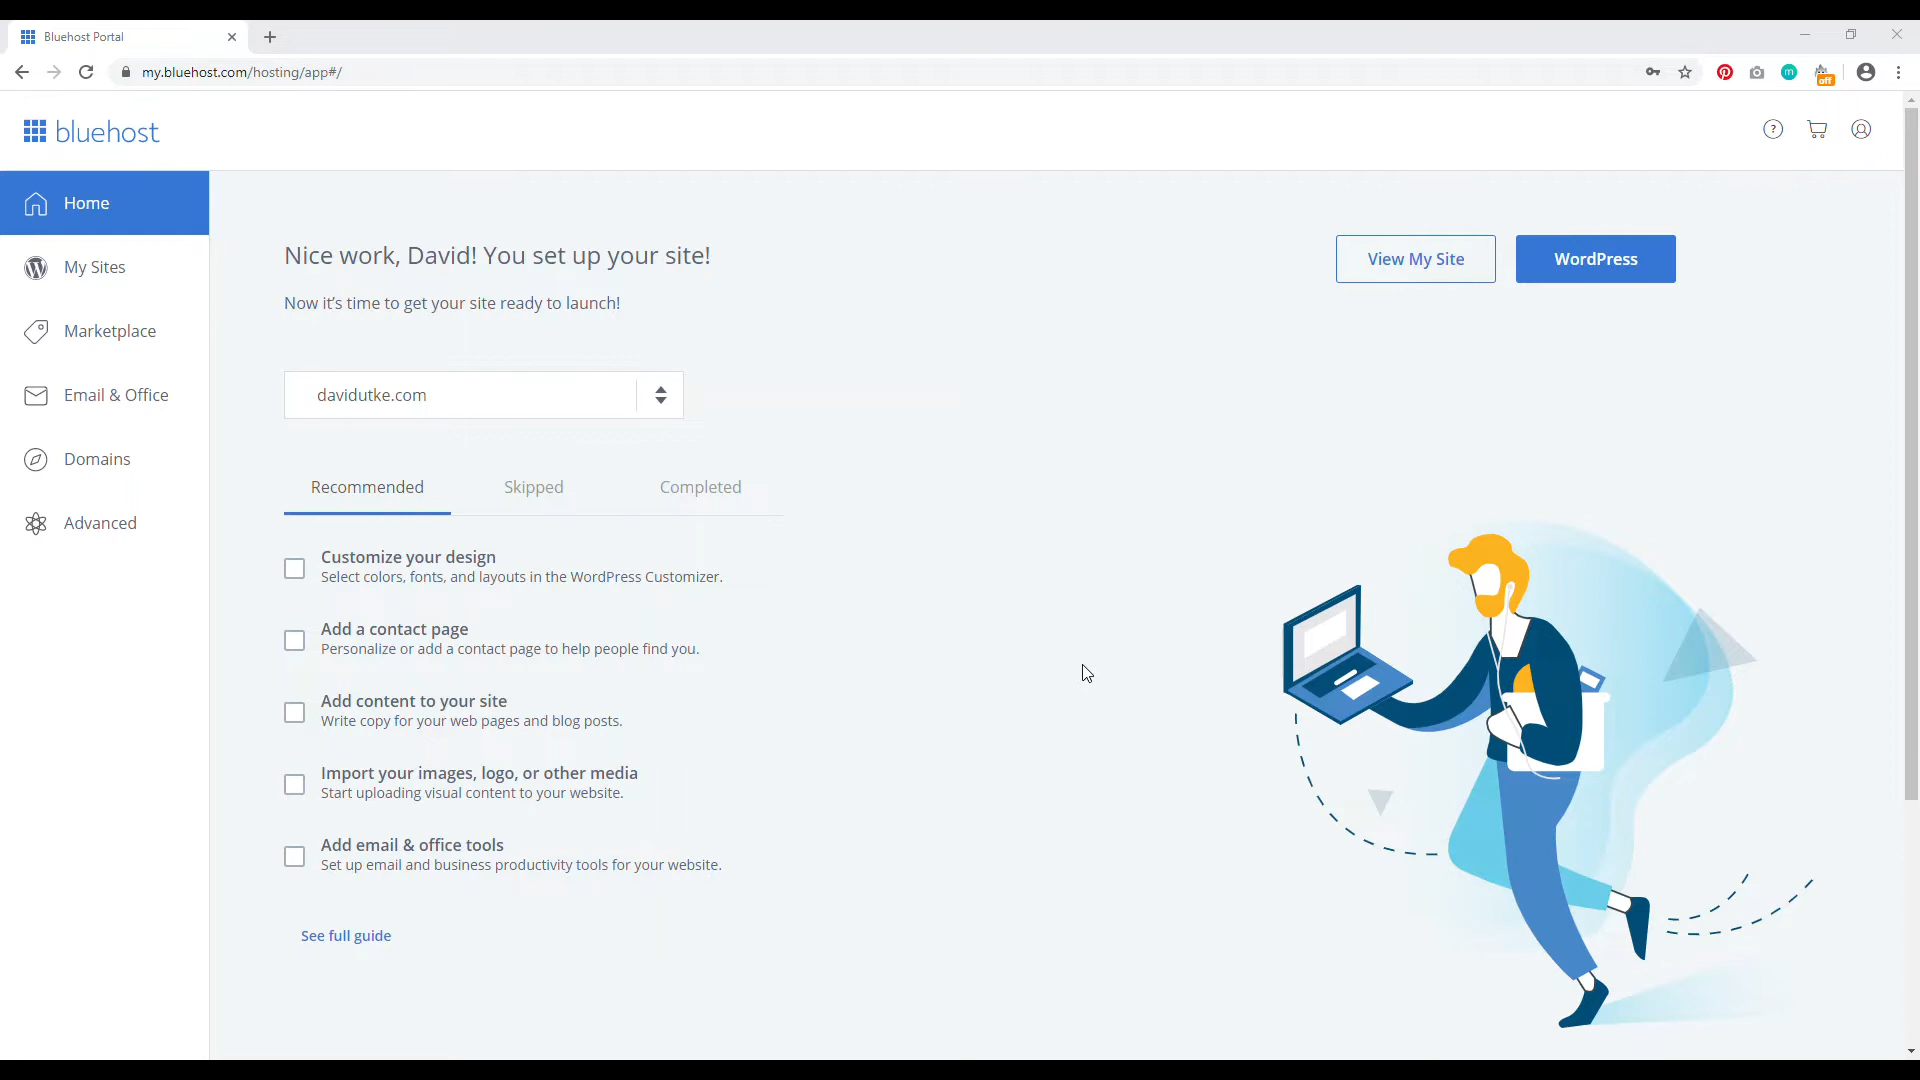 Bluehost Portal
my.bluehost.com/hosting/app#/
m
off
bluehost
?
Home
My Sites
Marketplace
Email & Office
Domains
Advanced
Nice work, David! You set up your site!
Now it’s time to get your site ready to launch!
View My Site
WordPress
davidutke.com
Recommended
Skipped
Completed
Customize your design
Select colors, fonts, and layouts in the WordPress Customizer.
Add a contact page
Personalize or add a contact page to help people find you.
Add content to your site
Write copy for your web pages and blog posts.
Import your images, logo, or other media
Start uploading visual content to your website.
Add email & office tools
Set up email and business productivity tools for your website.
See full guide